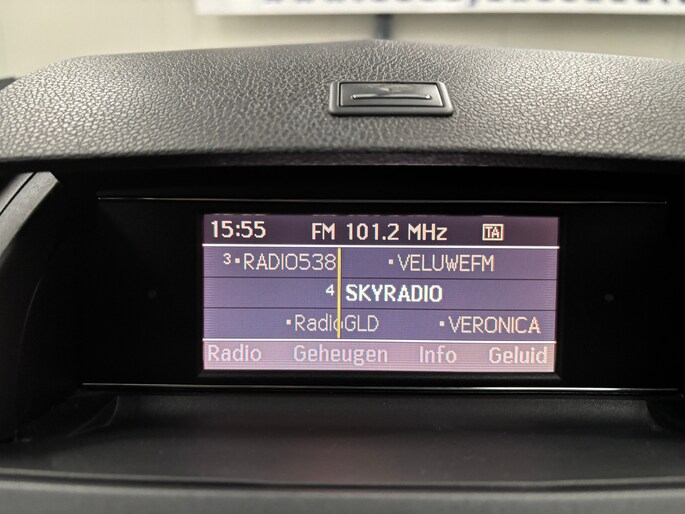 15:55 FM 101.2 MHz TA
3 RADIO538 VELUWEFM
4 SKYRADIO
RadioGLD VERONICA
Radio Geheugen Info Geluid